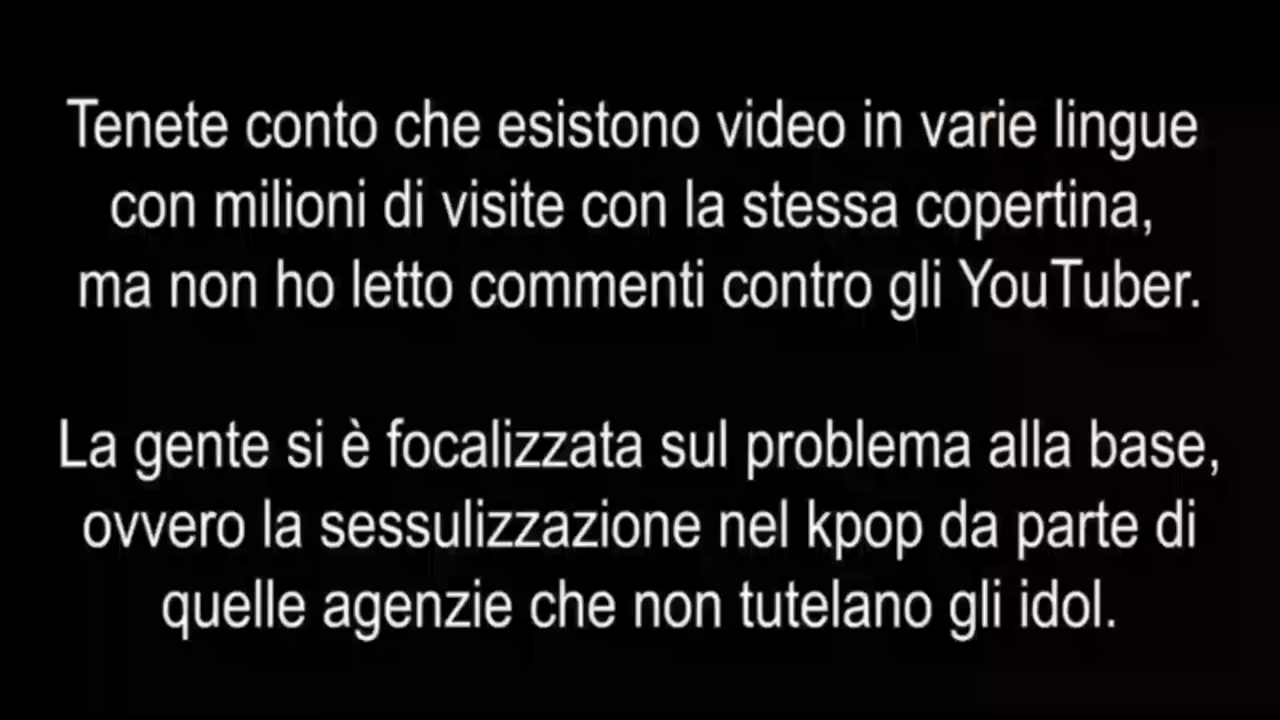 Tenete conto che esistono video in varie lingue
con milioni di visite con la stessa copertina,
ma non ho letto commenti contro gli YouTuber.
La gente si è focalizzata sul problema alla base,
ovvero la sessulizzazione nel kpop da parte di
quelle agenzie che non tutelano gli idol.